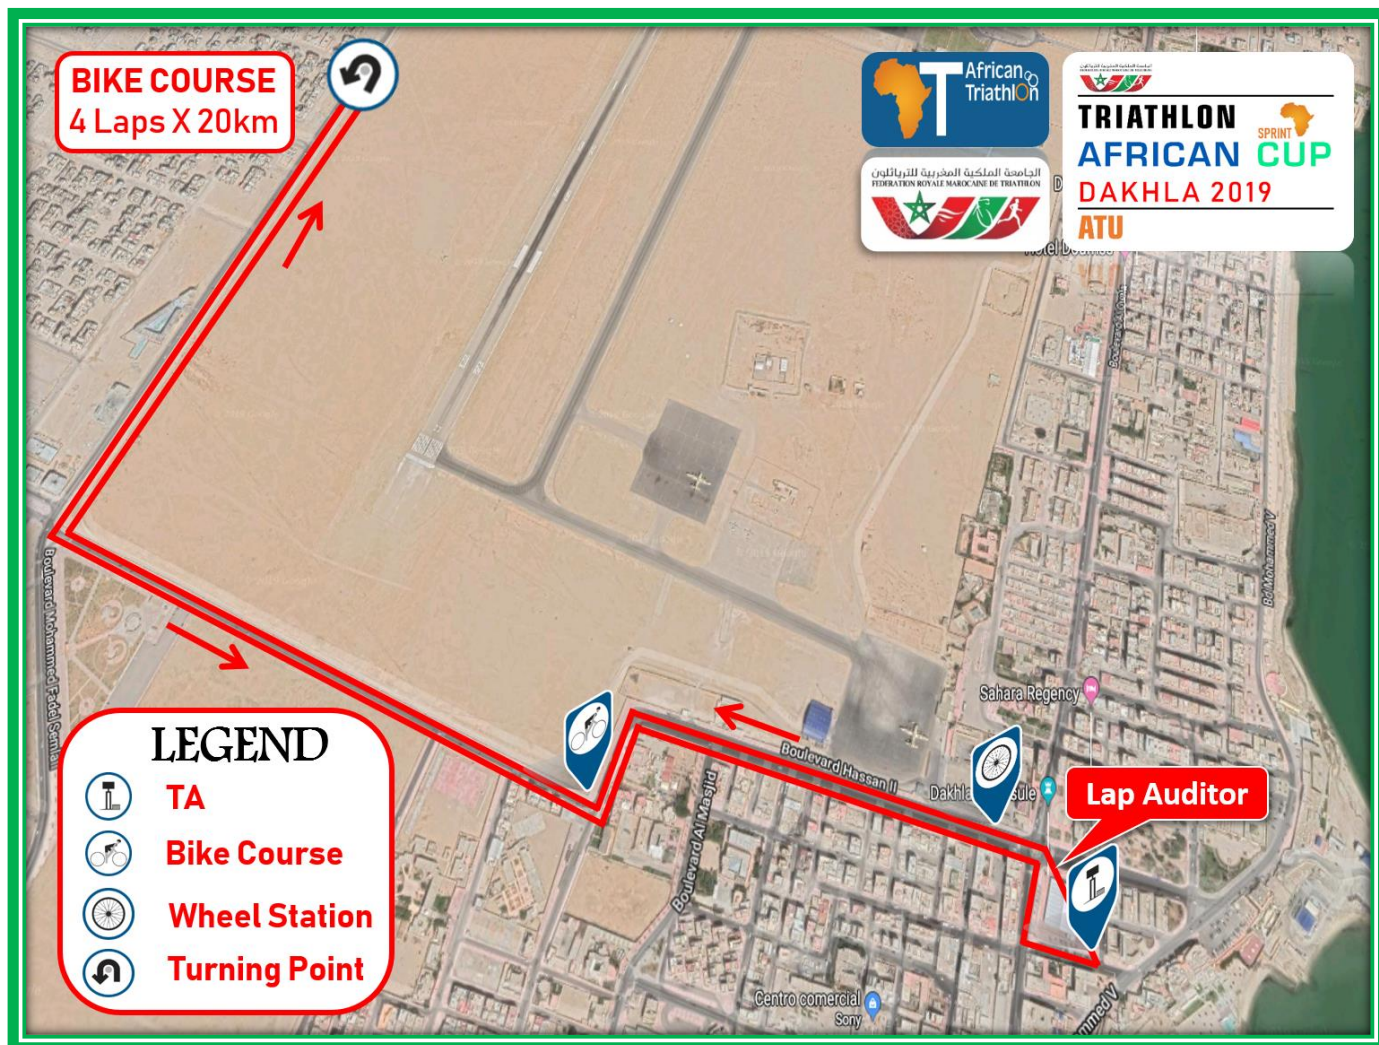 BIKE COURSE
4 Laps X 20km
African
TriathlOn
T
الجامعة الملكية المغربية للترياثلون
FEDERATION ROYALE MAROCAINE DE TRIATHLON
TRIATHLON
SPRINT
AFRICAN CUP
DAKHLA 2019
ATU
Bd Mohammed V
Boulevard Mohammed Fadel Semlali
Sahara Regency
Boulevard Hassan II
Boulevard Al Masjid
Lap Auditor
LEGEND
TA
Bike Course
Wheel Station
Turning Point
Centro comercial
Sony